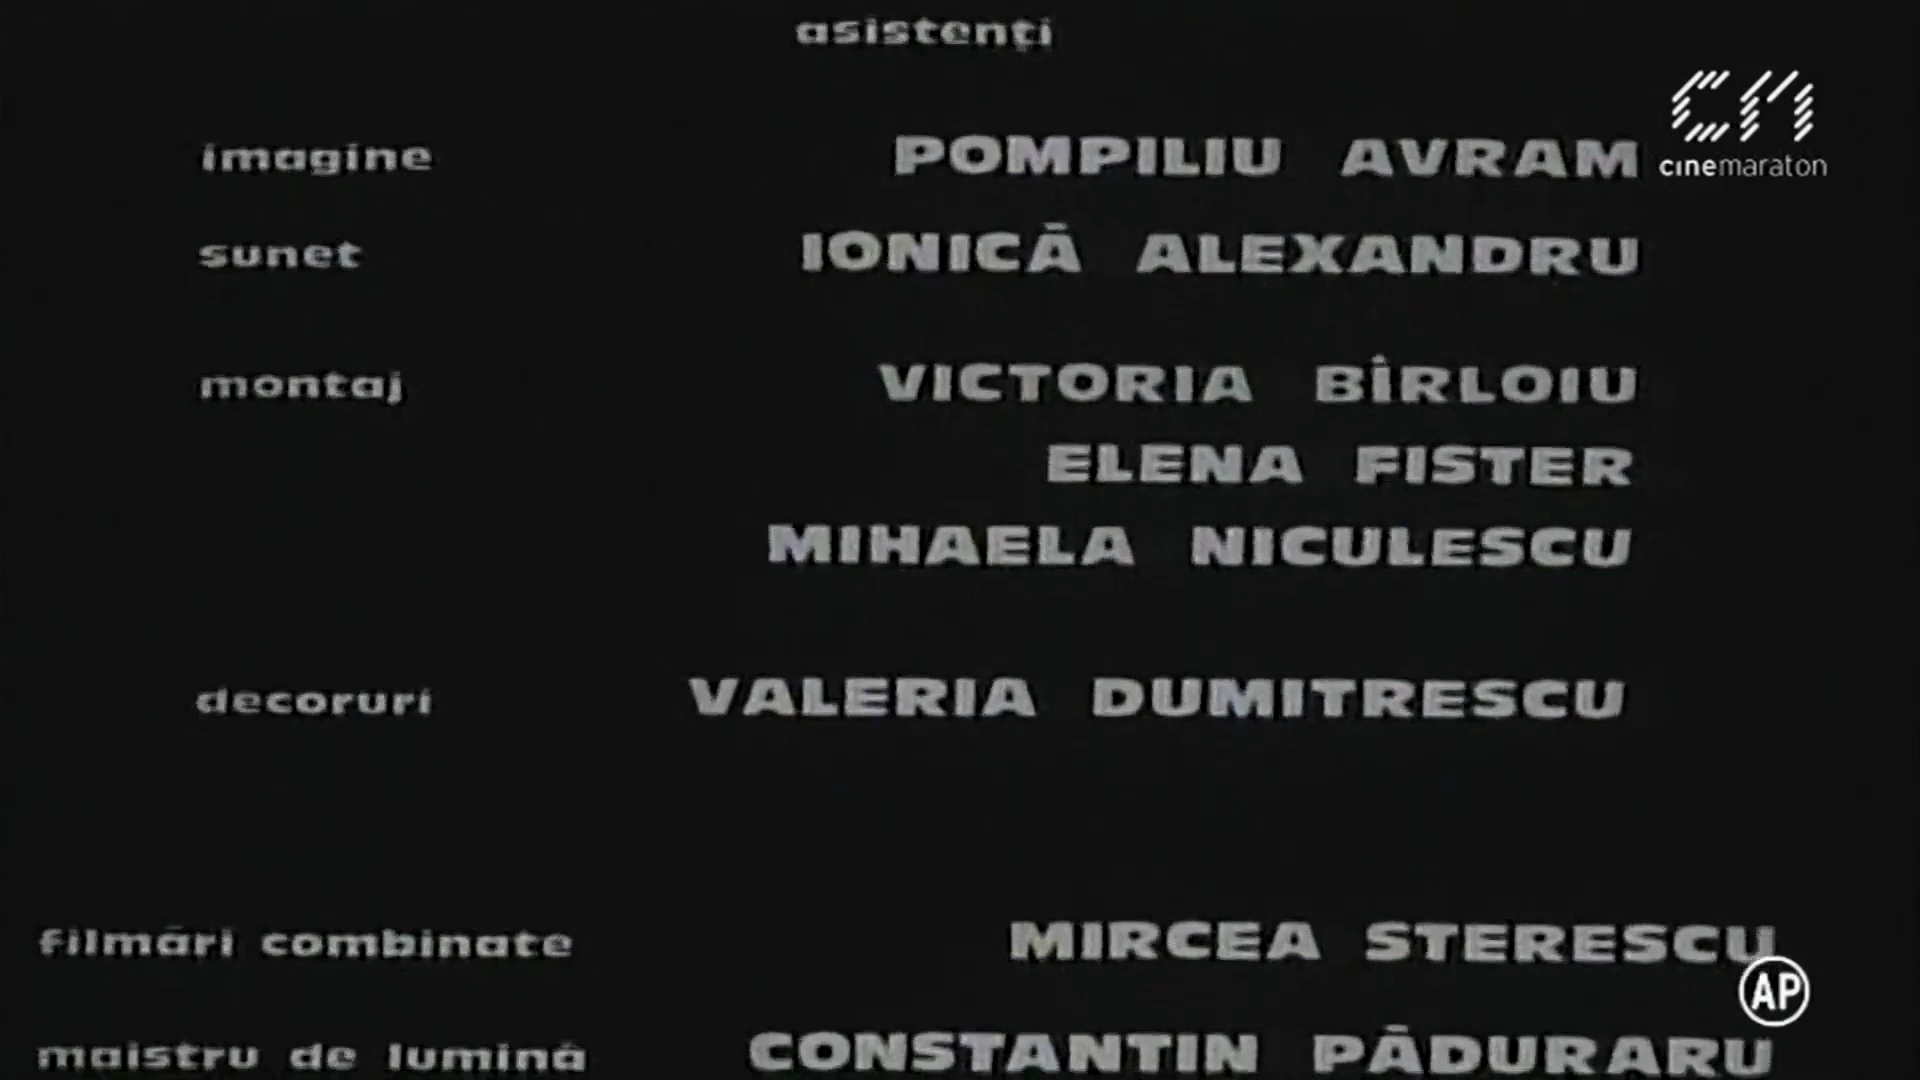 asistenți
imagine POMPILIU AVRAM
cinemaraton
sunet IONICĂ ALEXANDRU
montaj VICTORIA BÎRLOIU
ELENA FISTER
MIHAELA NICULESCU
decoruri VALERIA DUMITRESCU
filmări combinate MIRCEA STERESCU
AP
maistru de lumină CONSTANTIN PĂDURARU